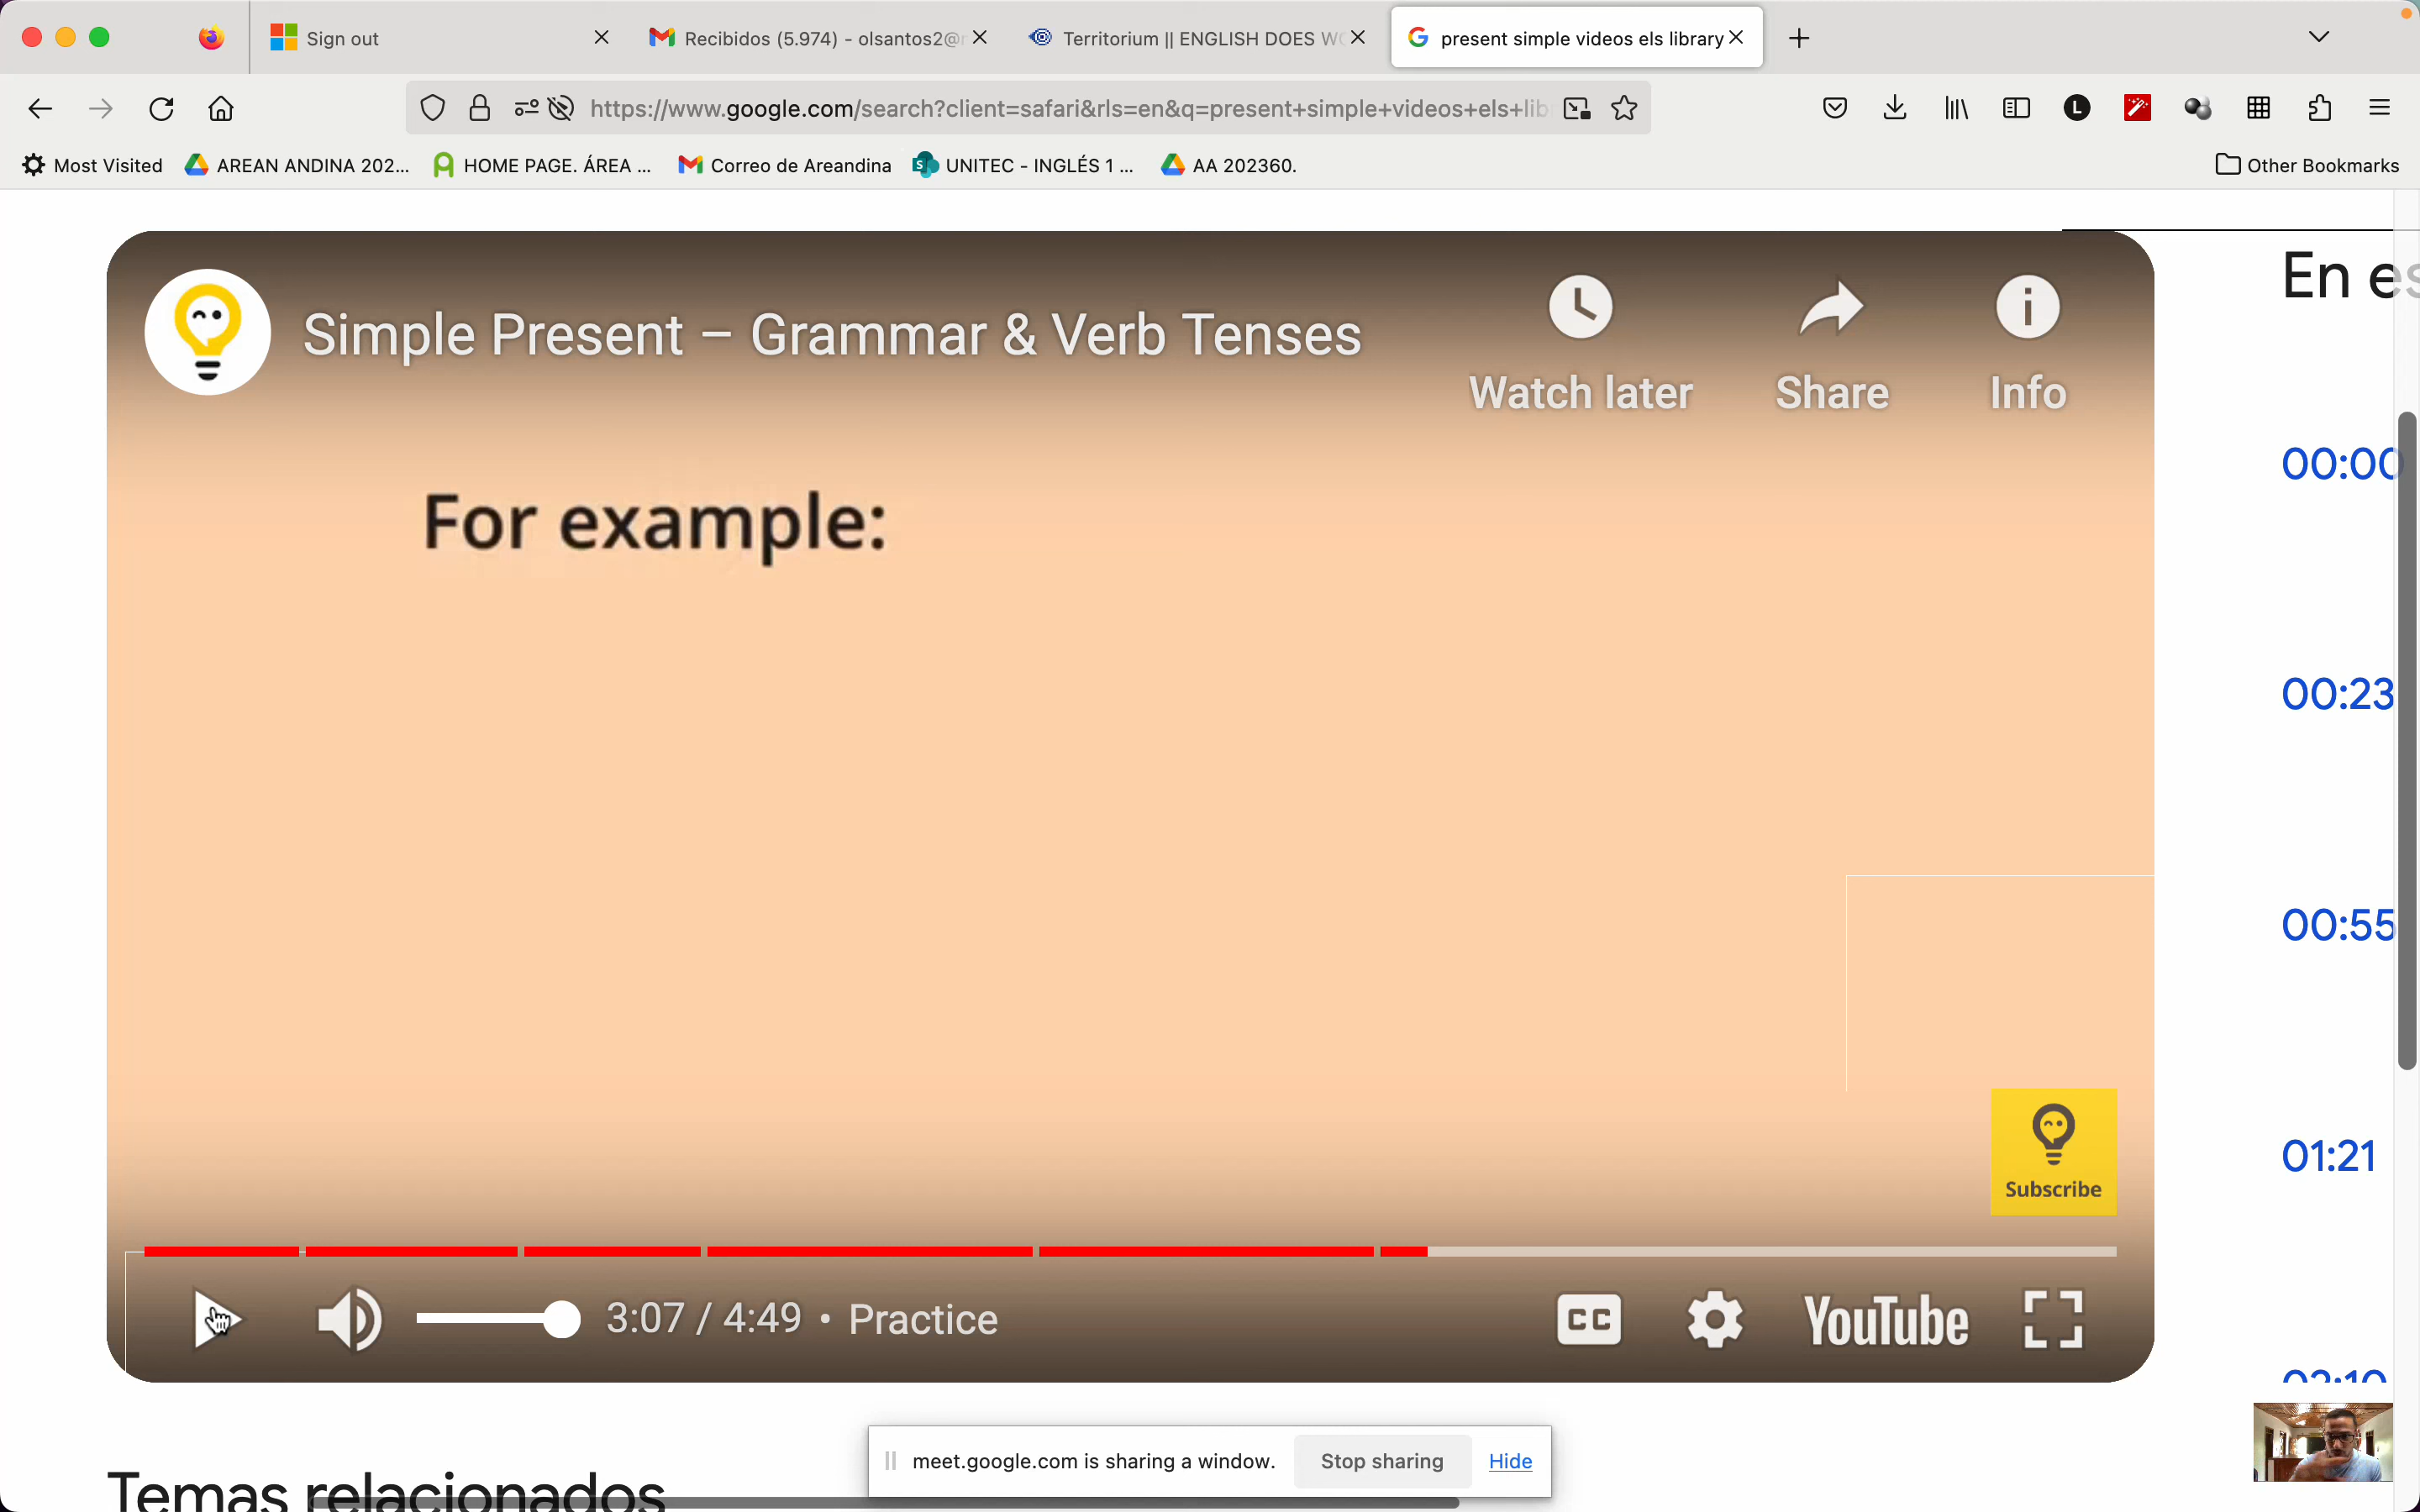 Sign out
Recibidos (5.974) - olsantos2@
Territorium || ENGLISH DOES W
present simple videos els library
https://www.google.com/search?client=safari&rls=en&q=present+simple+videos+els+lib
L
Most Visited
AREAN ANDINA 202...
HOME PAGE. ÁREA ...
Correo de Areandina
S
UNITEC - INGLÉS 1 ...
AA 202360.
Other Bookmarks
Simple Present – Grammar & Verb Tenses
Watch later
Share
Info
En es
For example:
00:00
00:23
00:55
01:21
Subscribe
3:07 / 4:49 • Practice
CC
YouTube
Temas relacionados
meet.google.com is sharing a window.
Stop sharing
Hide